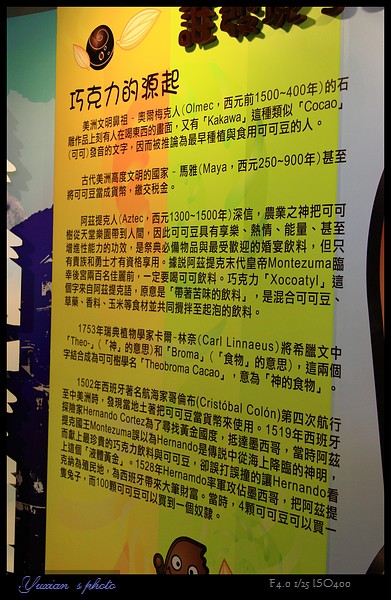 巧克力的源起
美洲文明鼻祖－奧爾梅克人(Olmec，西元前1500~400年)的石
雕作品上刻有人在喝東西的畫面，又有「Kakawa」這種類似「Cocao」
(可可)發音的文字，因而被推論為最早種植與食用可可豆的人。
古代美洲高度文明的國家－馬雅(Maya，西元250~900年)甚至
將可可豆當成貨幣，繳交稅金。
阿茲提克人(Aztec，西元1300~1500年)深信，農業之神把可可
樹從天堂樂園帶到人間，因此可可豆具有享樂、熱情、能量、甚至
增進性能力的功效，是祭典必備物品與最受歡迎的婚宴飲料，但只
有貴族和勇士才有資格享用。據說阿茲提克末代皇帝Montezuma臨
幸後宮兩百名佳麗前，一定要喝可可飲料。巧克力「Xocoatyl」這
個字來自阿茲提克語，原意是「帶著苦味的飲料」，是混合可可豆、
草藥、香料、玉米等食材並共同攪拌至起泡的飲料。
1753年瑞典植物學家卡爾-林奈(Carl Linnaeus)將希臘文中
「Theo-」(「神」的意思)和「Broma」(「食物」的意思)，這兩個
字結合成為可可樹學名「Theobroma Cacao」，意為「神的食物」。
1502年西班牙著名航海家哥倫布(Cristóbal Colón)第四次航行
至中美洲時，發現當地土著把可可豆當貨幣來使用。1519年西班牙
探險家Hernando Cortez為了尋找黃金國度，抵達墨西哥，當時阿茲
提克國王Montezuma誤以為Hernando是傳說中從海上降臨的神明，
而獻上最珍貴的巧克力飲料與可可豆，卻誤打誤撞的讓Hernando看
上這個「液體黃金」。1528年Hernamdo率軍攻佔墨西哥，把阿茲提
克納為殖民地，為西班牙帶來大筆財富。當時，4顆可可豆可以買一
隻兔子，而100顆可可豆可以買到一個奴隸。
Yuxian's photo
F4.0 1/25 ISO400